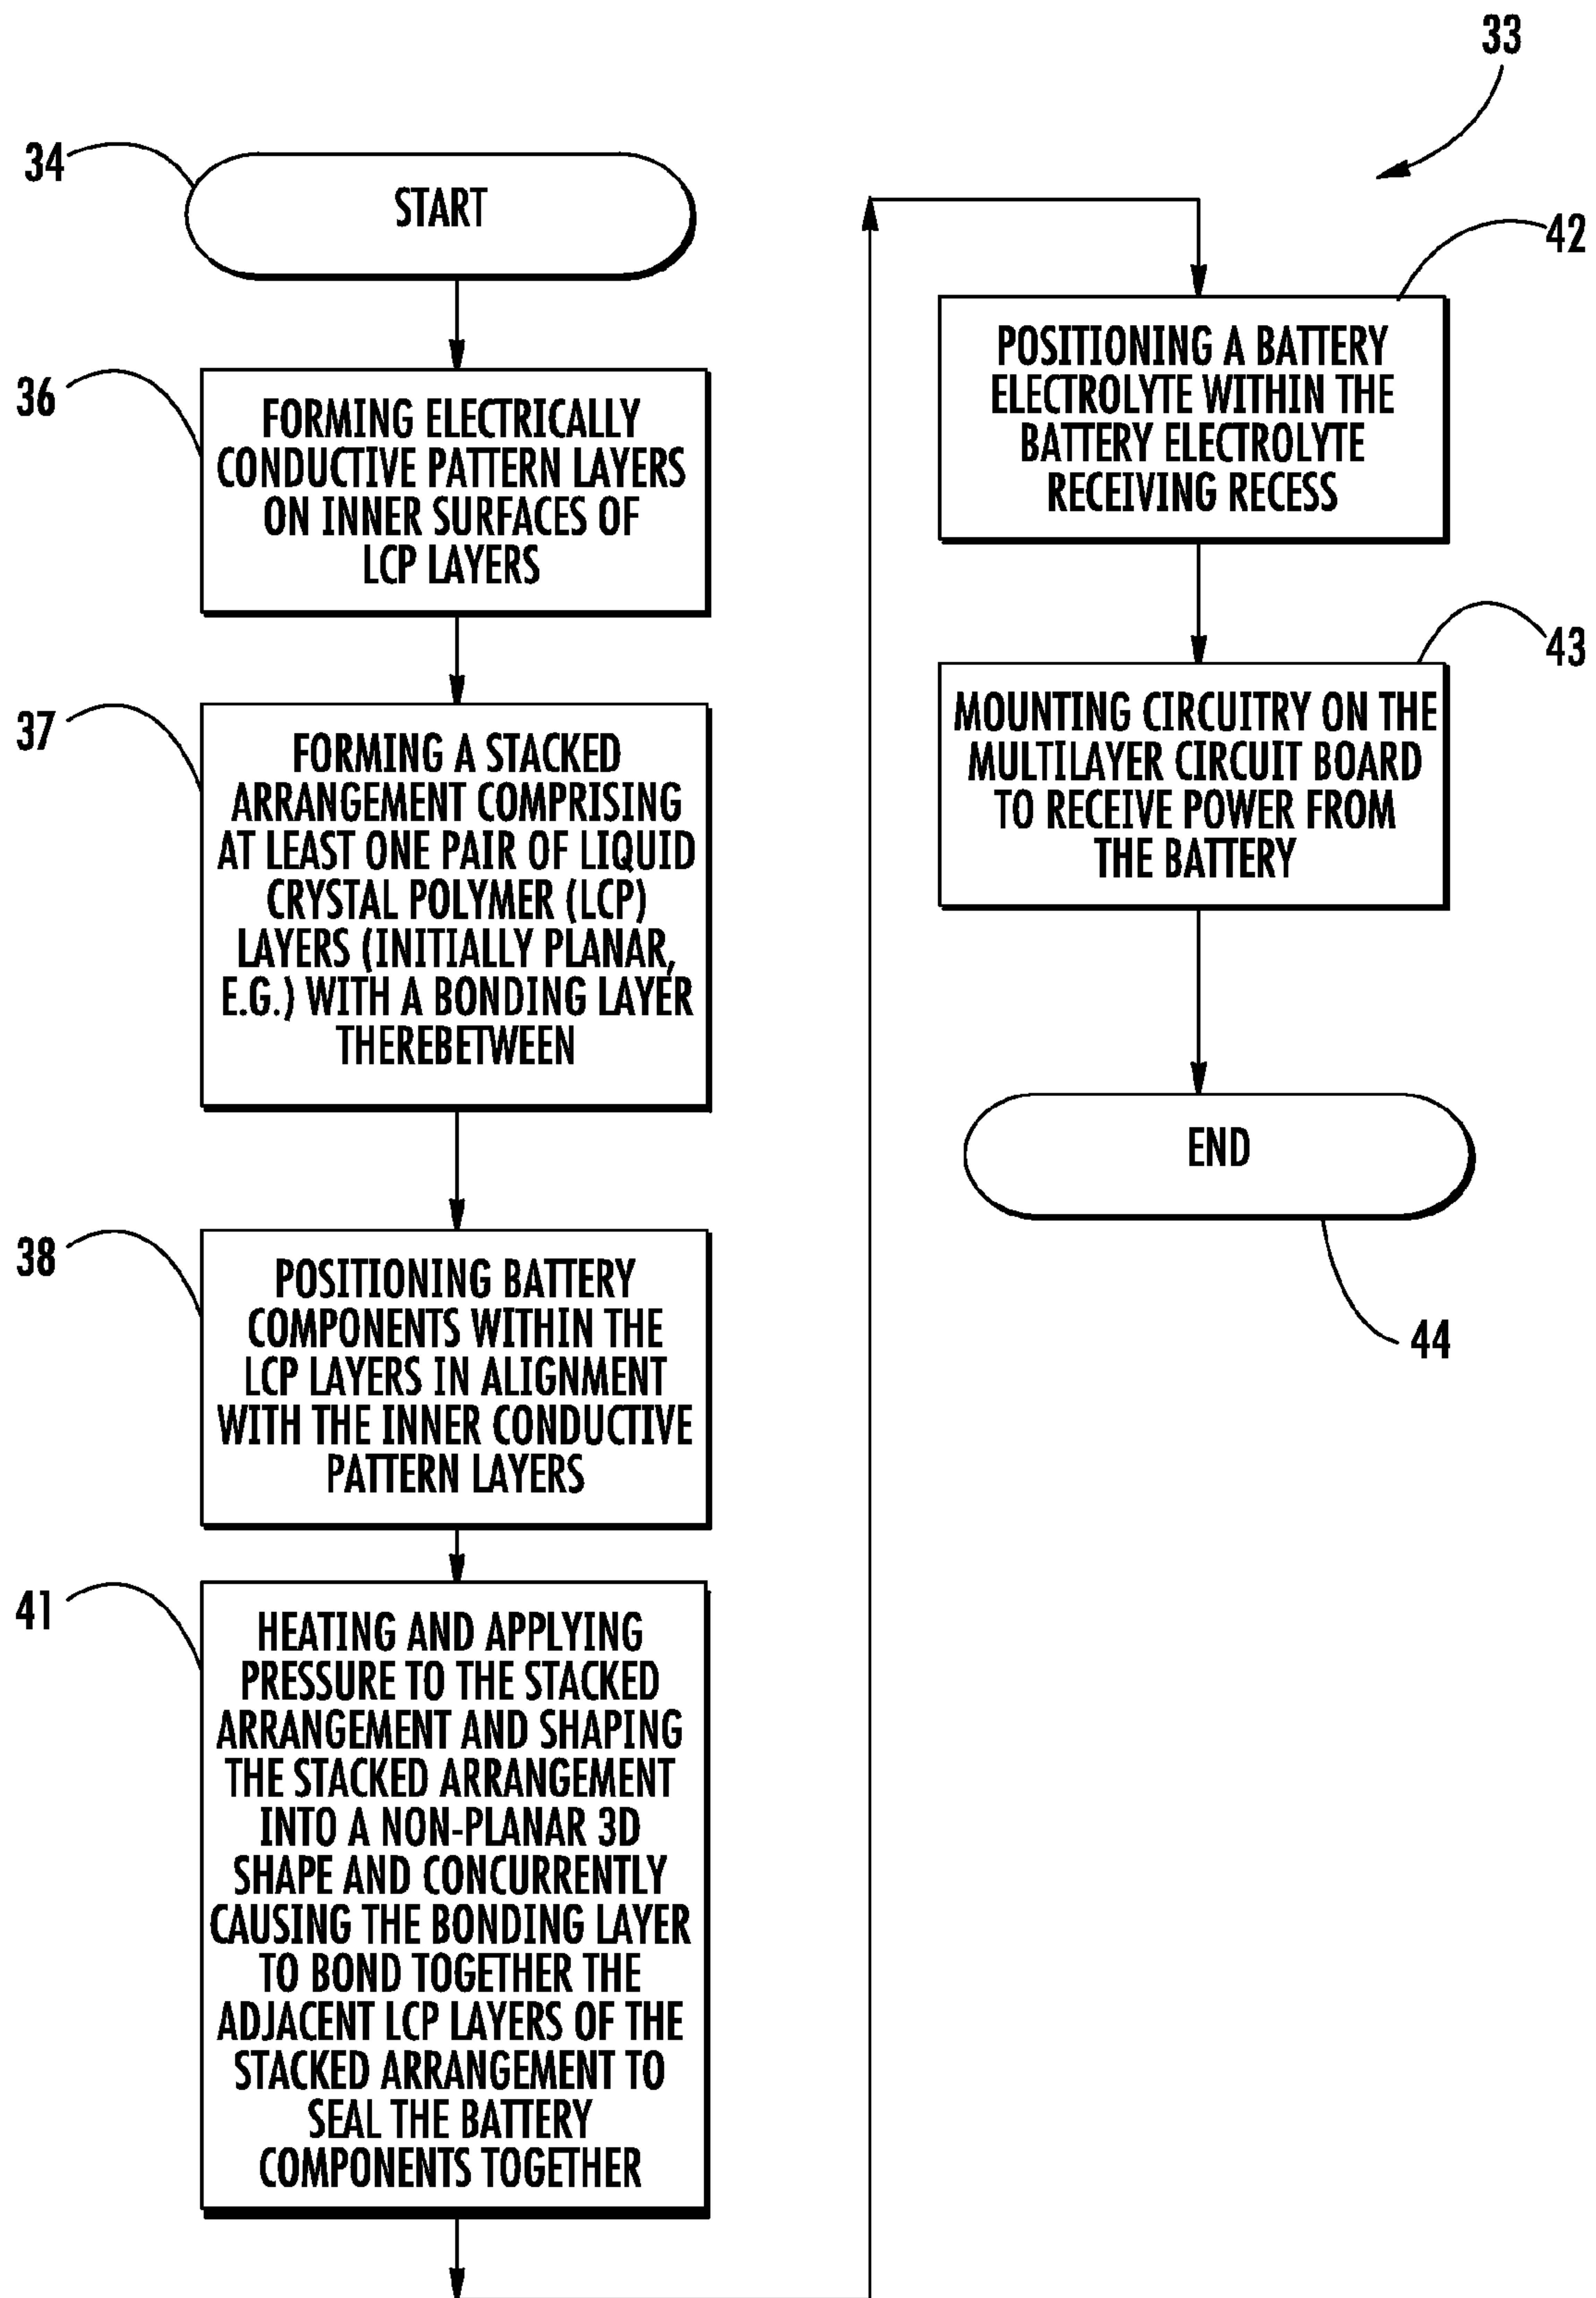 33
34
START
36
FORMING ELECTRICALLY
CONDUCTIVE PATTERN LAYERS
ON INNER SURFACES OF
LCP LAYERS
37
FORMING A STACKED
ARRANGEMENT COMPRISING
AT LEAST ONE PAIR OF LIQUID
CRYSTAL POLYMER (LCP)
LAYERS (INITIALLY PLANAR,
E.G.) WITH A BONDING LAYER
THEREBETWEEN
38
POSITIONING BATTERY
COMPONENTS WITHIN THE
LCP LAYERS IN ALIGNMENT
WITH THE INNER CONDUCTIVE
PATTERN LAYERS
41
HEATING AND APPLYING
PRESSURE TO THE STACKED
ARRANGEMENT AND SHAPING
THE STACKED ARRANGEMENT
INTO A NON-PLANAR 3D
SHAPE AND CONCURRENTLY
CAUSING THE BONDING LAYER
TO BOND TOGETHER THE
ADJACENT LCP LAYERS OF THE
STACKED ARRANGEMENT TO
SEAL THE BATTERY
COMPONENTS TOGETHER
42
POSITIONING A BATTERY
ELECTROLYTE WITHIN THE
BATTERY ELECTROLYTE
RECEIVING RECESS
43
MOUNTING CIRCUITRY ON THE
MULTILAYER CIRCUIT BOARD
TO RECEIVE POWER FROM
THE BATTERY
END
44